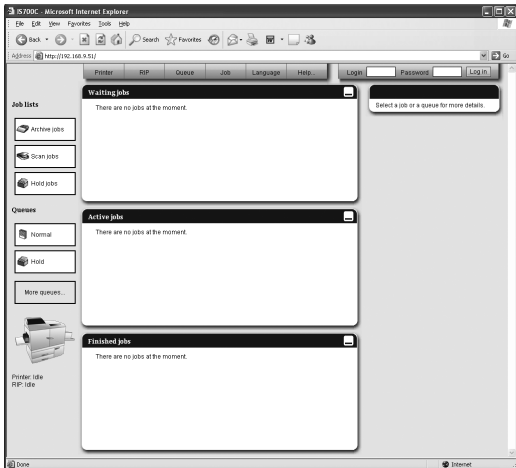 IS700C - Microsoft Internet Explorer
File Edit View Favorites Tools Help
Back Search Favorites
Address http://192.168.9.51/ Go
Printer RIP Queue Job Language Help... Login Password Log in
Job lists
Archive jobs
Scan jobs
Hold jobs
Queues
Normal
Hold
More queues...
Printer: Idle
RIP: Idle
Waiting jobs
There are no jobs at the moment.
Active jobs
There are no jobs at the moment.
Finished jobs
There are no jobs at the moment.
Select a job or a queue for more details.
Done Internet